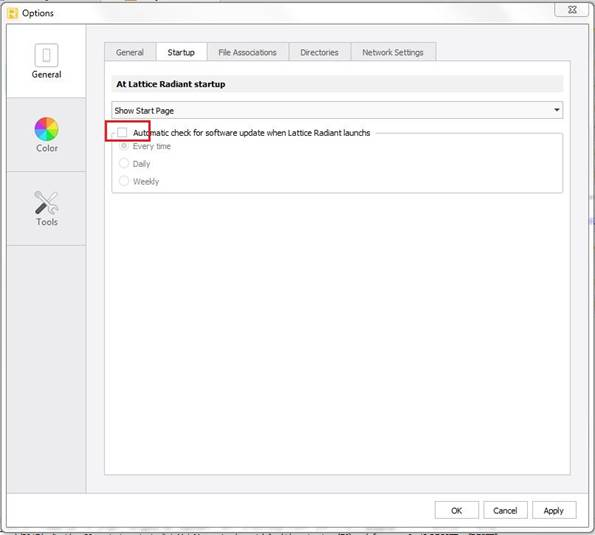 Options
General
Color
Tools
General
Startup
File Associations
Directories
Network Settings
At Lattice Radiant startup
Show Start Page
Automatic check for software update when Lattice Radiant launchs
Every time
Daily
Weekly
OK
Cancel
Apply